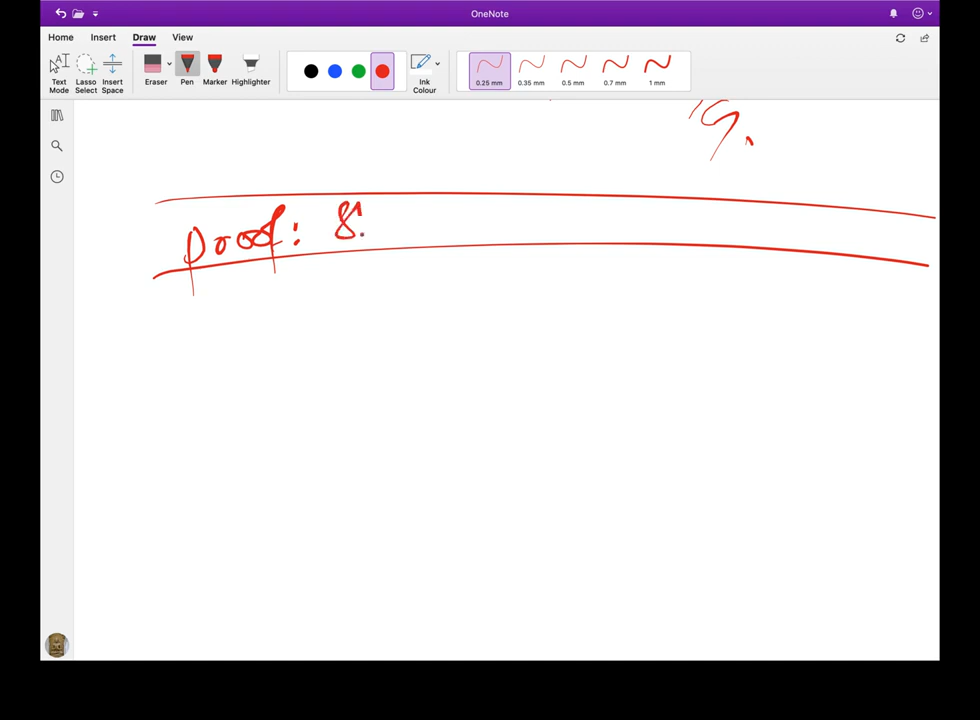 OneNote
Home Insert Draw View
Text Mode Lasso Select Insert Space Eraser Pen Marker Highlighter Ink Colour 0.25 mm 0.35 mm 0.5 mm 0.7 mm 1 mm
proof: